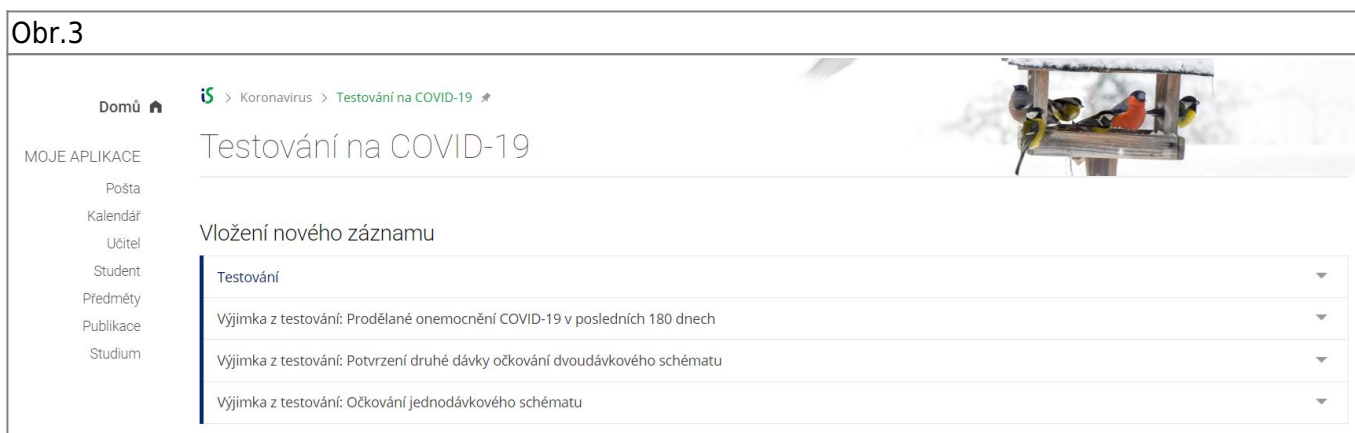 Obr.3
Domů
MOJE APLIKACE
Pošta
Kalendář
Učitel
Student
Předměty
Publikace
Studium
iS > Koronavirus > Testování na COVID-19
Testování na COVID-19
Vložení nového záznamu
Testování
Výjimka z testování: Prodělané onemocnění COVID-19 v posledních 180 dnech
Výjimka z testování: Potvrzení druhé dávky očkování dvoudávkového schématu
Výjimka z testování: Očkování jednodávkového schématu